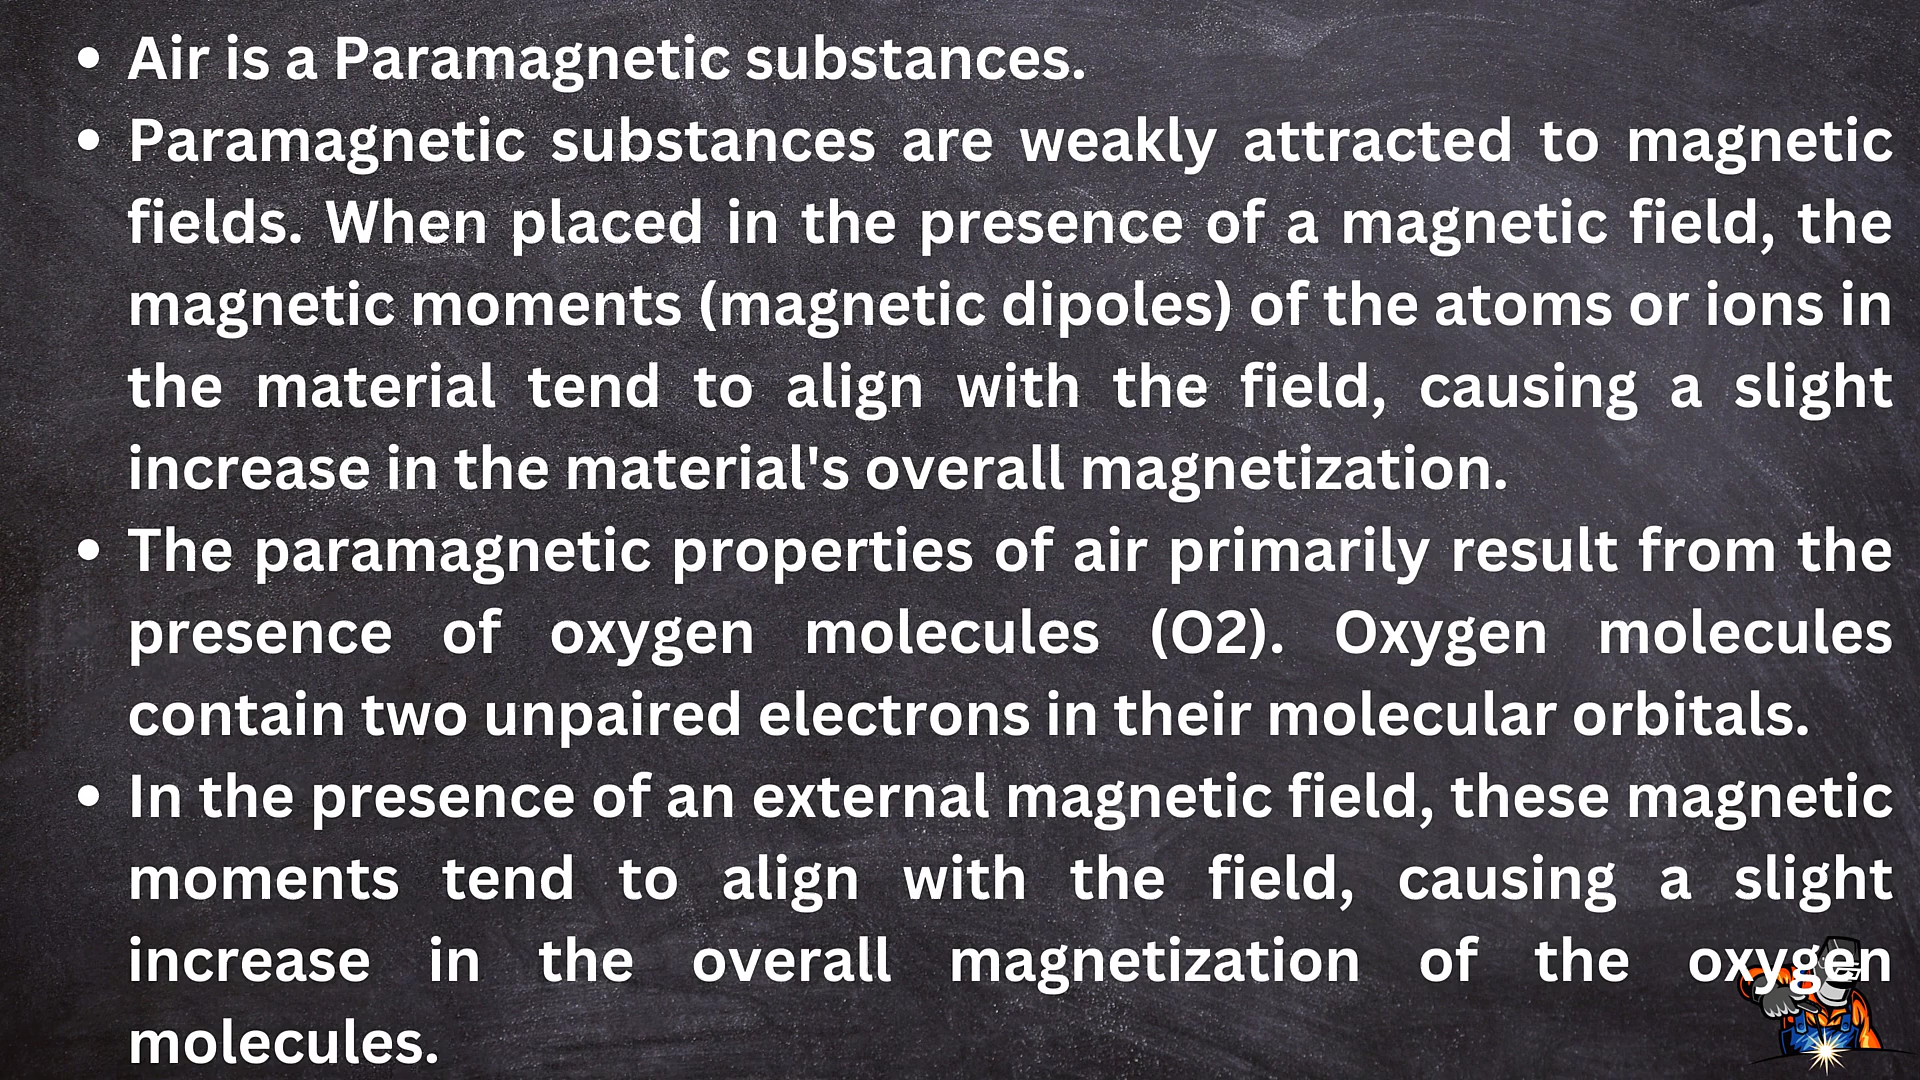 • Air is a Paramagnetic substances.
• Paramagnetic substances are weakly attracted to magnetic
fields. When placed in the presence of a magnetic field, the
magnetic moments (magnetic dipoles) of the atoms or ions in
the material tend to align with the field, causing a slight
increase in the material's overall magnetization.
• The paramagnetic properties of air primarily result from the
presence of oxygen molecules (O2). Oxygen molecules
contain two unpaired electrons in their molecular orbitals.
• In the presence of an external magnetic field, these magnetic
moments tend to align with the field, causing a slight
increase in the overall magnetization of the oxygen
molecules.